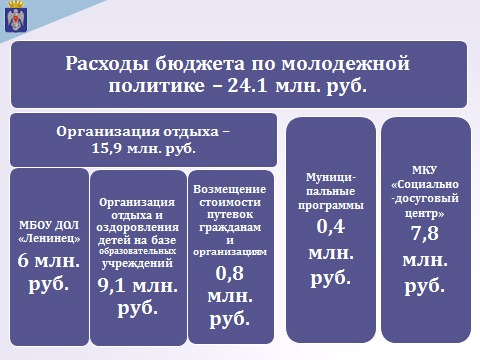 Расходы бюджета по молодежной
политике – 24.1 млн. руб.
Организация отдыха –
15,9 млн. руб.
МБОУ ДОЛ
«Ленинец»
6 млн.
руб.
Организация
отдыха и
оздоровления
детей на базе
образовательных
учреждений
9,1 млн.
руб.
Возмещение
стоимости
путевок
гражданам
и
организациям
0,8
млн.
руб.
Муници-
пальные
программы
0,4
млн.
руб.
МКУ
«Социально
-досуговый
центр»
7,8
млн.
руб.